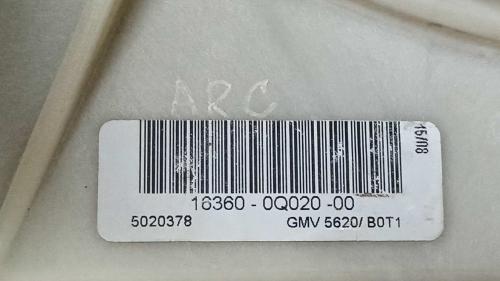 ARC
15/08
16360 - 0Q020 -00
5020378 GMV 5620/ B0T1